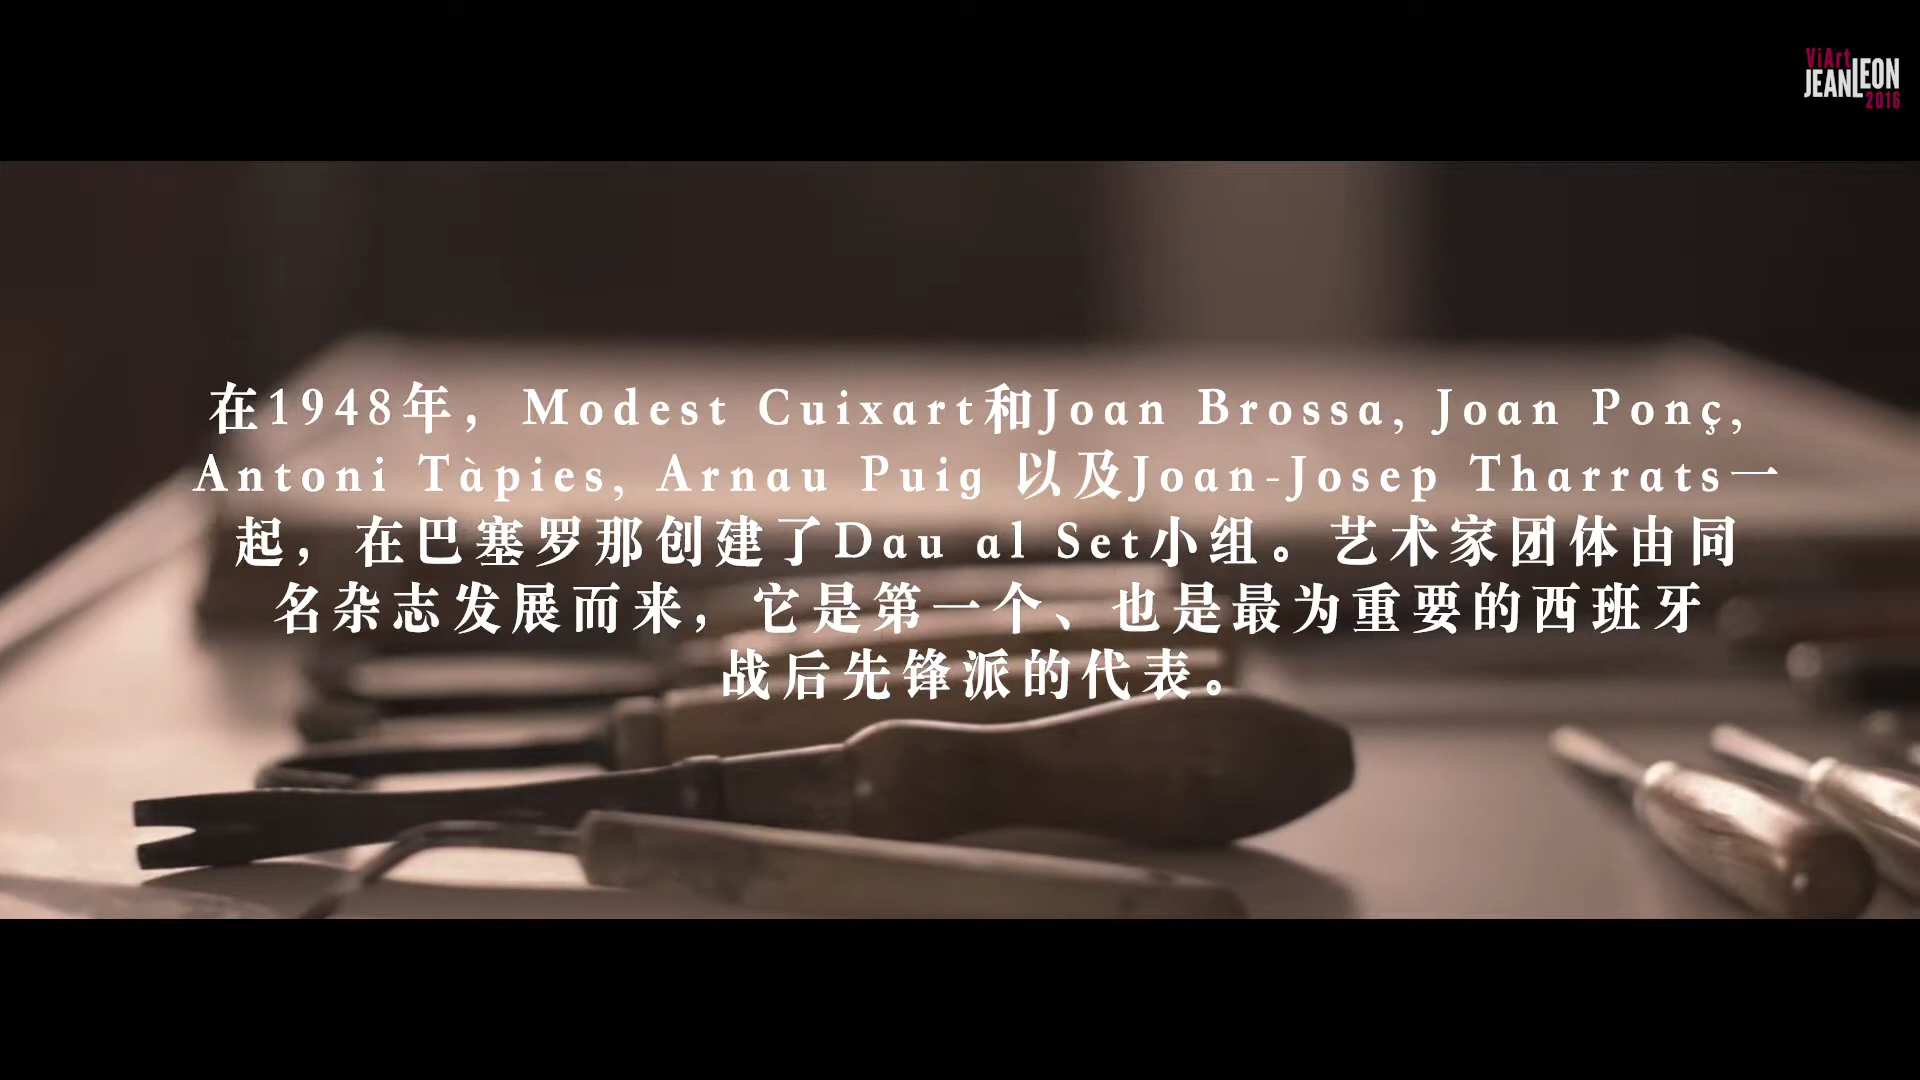 ViArt
JEANLEON
2016
在1948年，Modest Cuixart和Joan Brossa, Joan Ponç,
Antoni Tàpies, Arnau Puig 以及Joan-Josep Tharrats一
起，在巴塞罗那创建了Dau al Set小组。艺术家团体由同
名杂志发展而来，它是第一个、也是最为重要的西班牙
战后先锋派的代表。